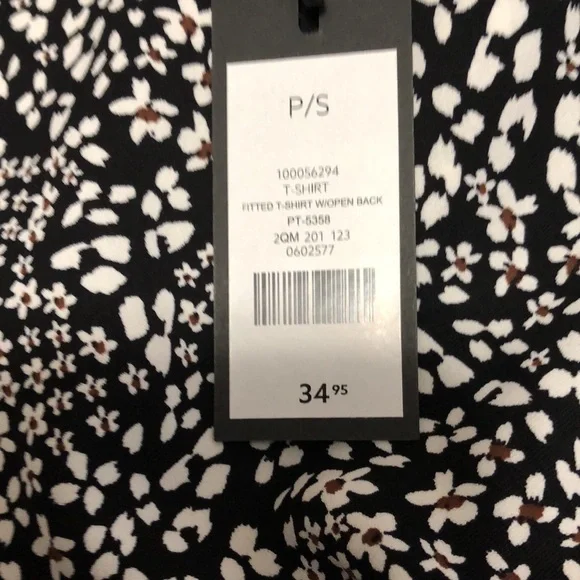 P/S
100056294
T-SHIRT
FITTED T-SHIRT W/OPEN BACK
PT-5358
2QM 201 123
0602577
34 95